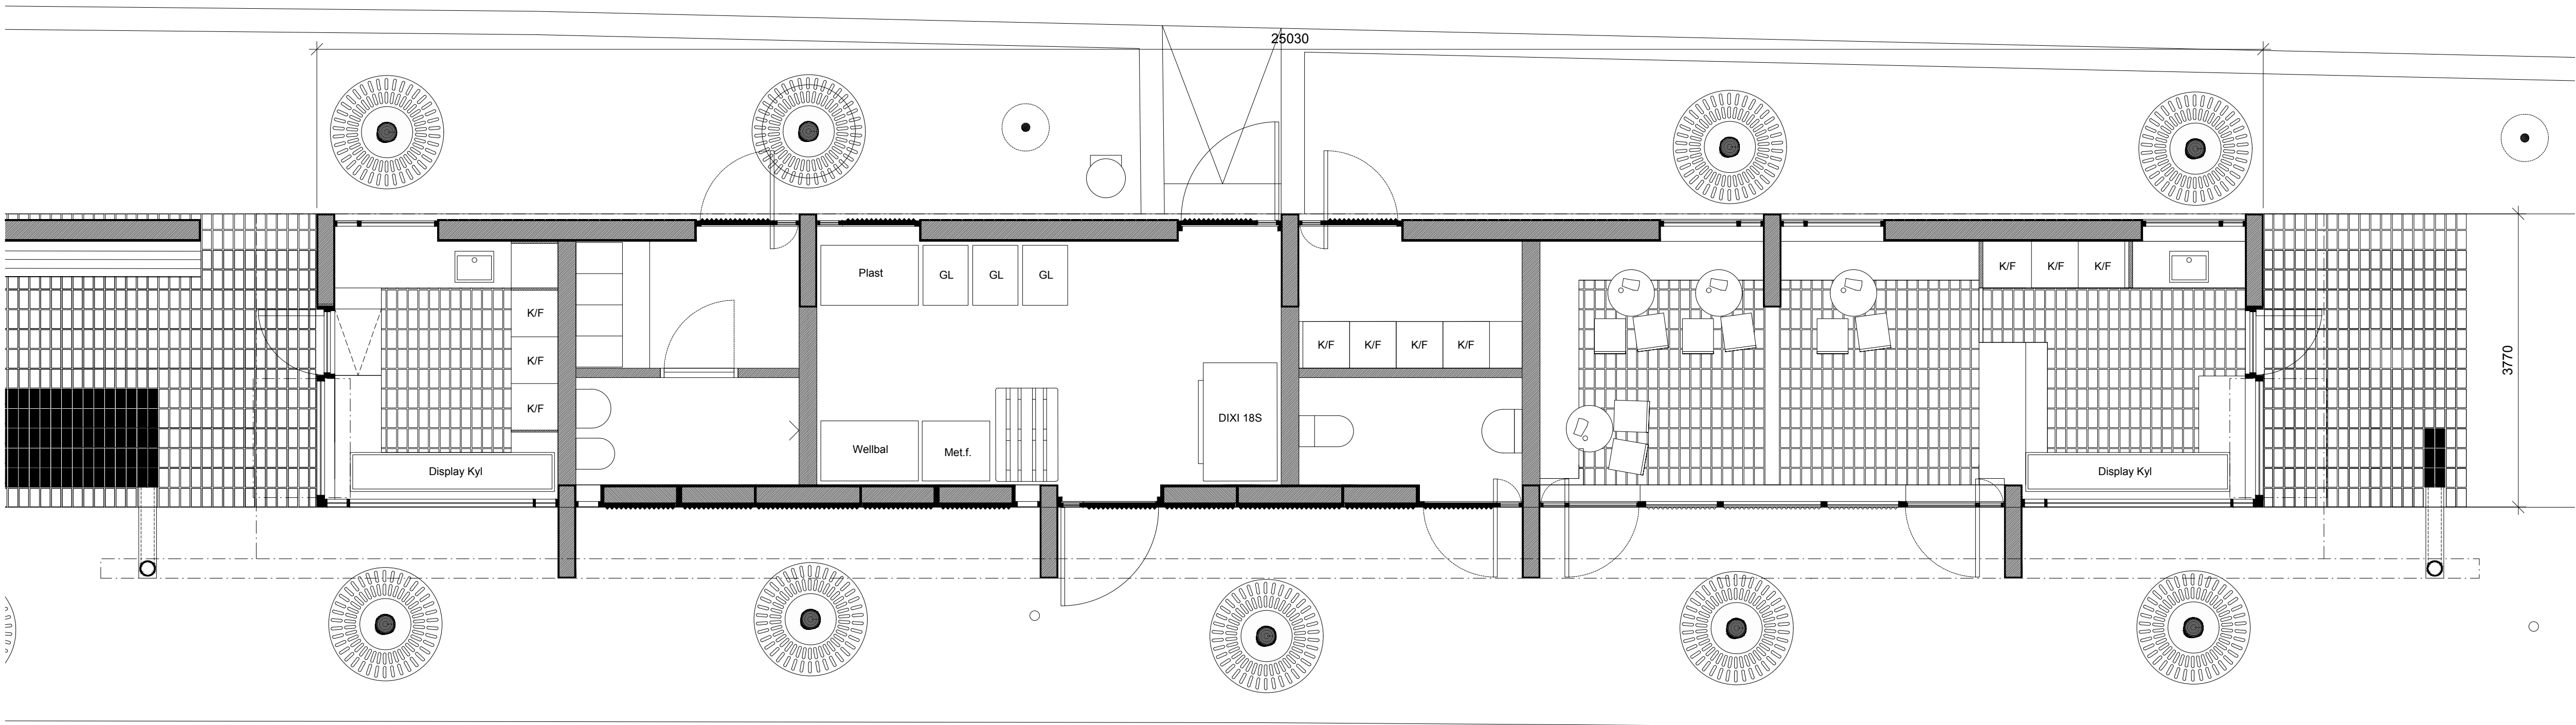 25030
Plast
GL
GL
GL
K/F
K/F
K/F
K/F
K/F
K/F
K/F
K/F
K/F
K/F
3770
DIXI 18S
Wellbal
Met.f.
Display Kyl
Display Kyl